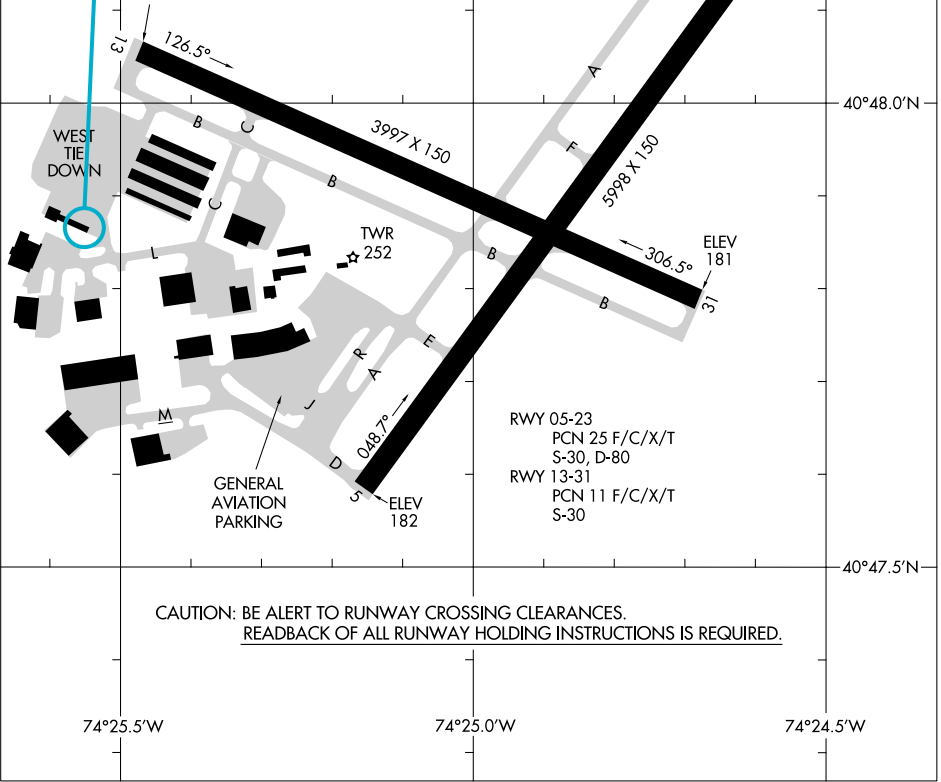 13
126.5°
A
40°48.0'N
WEST
TIE
DOWN
B
C
3997 X 150
F
5998 X 150
B
C
TWR
252
L
B
306.5°
ELEV
181
B
31
E
R
A
J
048.7°
M
D
5
ELEV
182
GENERAL
AVIATION
PARKING
RWY 05-23
PCN 25 F/C/X/T
S-30, D-80
RWY 13-31
PCN 11 F/C/X/T
S-30
40°47.5'N
CAUTION: BE ALERT TO RUNWAY CROSSING CLEARANCES.
READBACK OF ALL RUNWAY HOLDING INSTRUCTIONS IS REQUIRED.
74°25.5'W
74°25.0'W
74°24.5'W